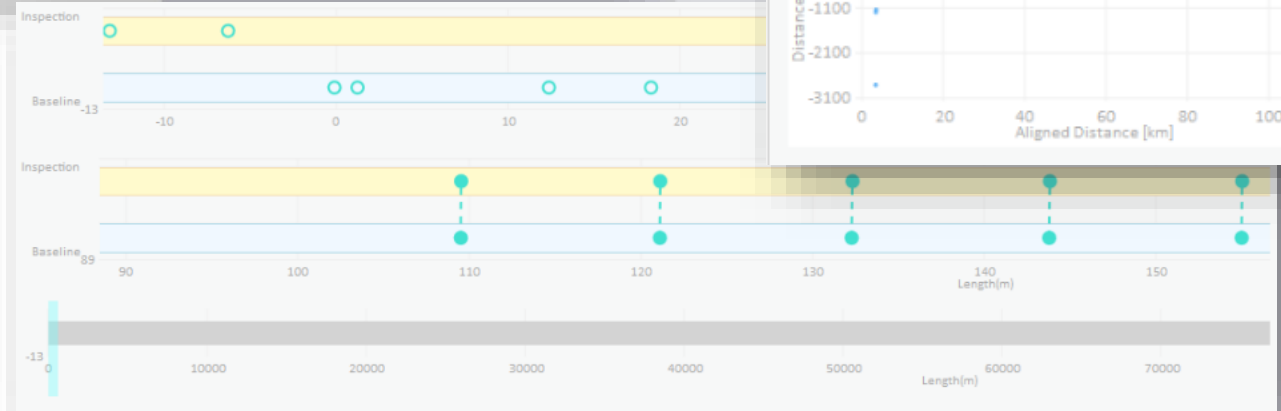 Inspection
Baseline
-13
-10 0 10 20
Distance
-1100
-2100
-3100
0 20 40 60 80 100
Aligned Distance [km]
Inspection
Baseline
89
90 100 110 120 130 140 150
Length(m)
-13
0 10000 20000 30000 40000 50000 60000 70000
Length(m)